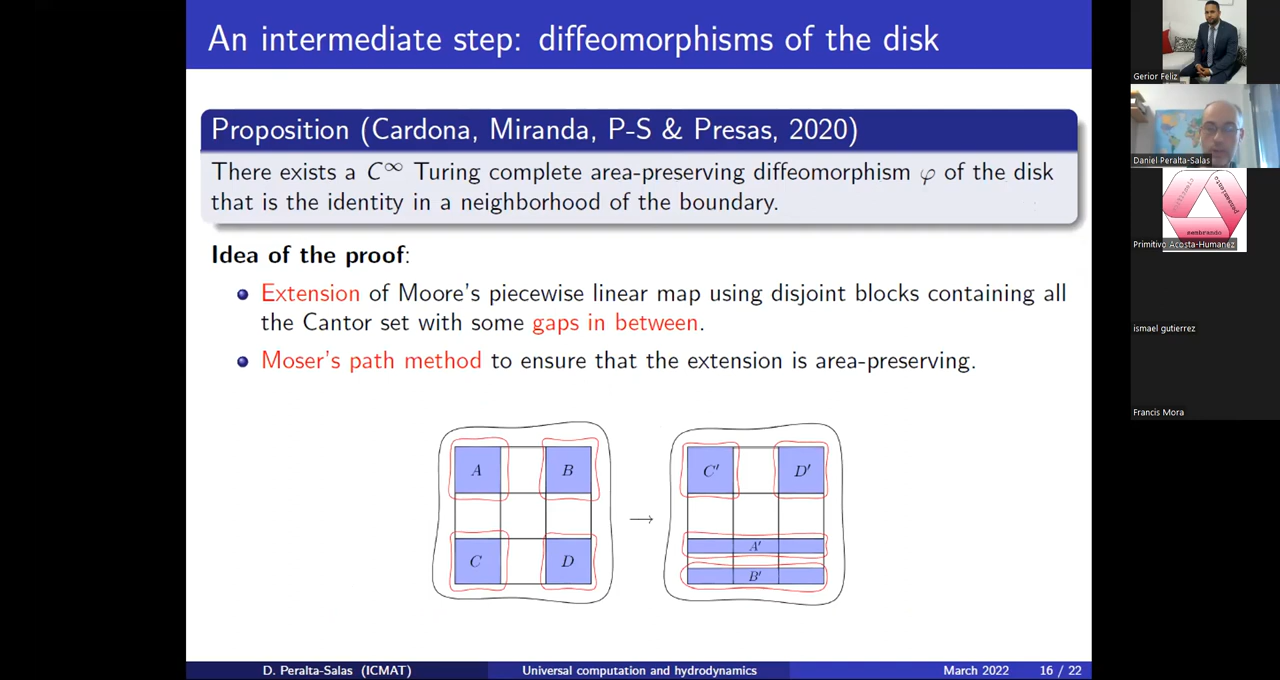 An intermediate step: diffeomorphisms of the disk
Proposition (Cardona, Miranda, P-S & Presas, 2020)
There exists a C∞ Turing complete area-preserving diffeomorphism φ of the disk
that is the identity in a neighborhood of the boundary.
Idea of the proof:
Extension of Moore's piecewise linear map using disjoint blocks containing all
the Cantor set with some gaps in between.
Moser's path method to ensure that the extension is area-preserving.
A B
C D
→
C′ D′
A′
B′
D. Peralta-Salas (ICMAT) Universal computation and hydrodynamics March 2022 16 / 22
Gerior Feliz
Daniel Peralta-Salas
pensamiento
sembrando
Primitivo Acosta-Humanez
ismael gutierrez
Francis Mora